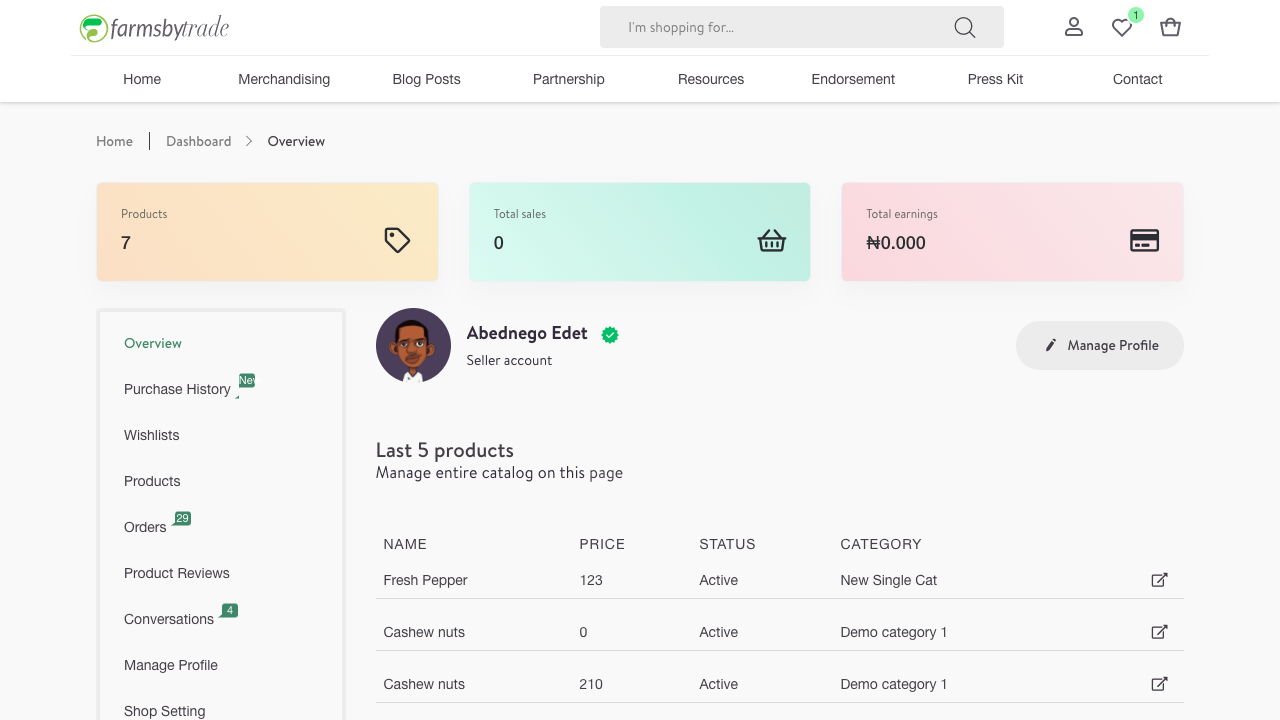 farmsbytrade
I'm shopping for...
1
Home Merchandising Blog Posts Partnership Resources Endorsement Press Kit Contact
Home Dashboard Overview
Products
7
Total sales
0
Total earnings
₦0.000
Overview
Purchase History New
Wishlists
Products
Orders 29
Product Reviews
Conversations 4
Manage Profile
Shop Setting
Abednego Edet
Seller account
Manage Profile
Last 5 products
Manage entire catalog on this page
NAME PRICE STATUS CATEGORY
Fresh Pepper 123 Active New Single Cat
Cashew nuts 0 Active Demo category 1
Cashew nuts 210 Active Demo category 1